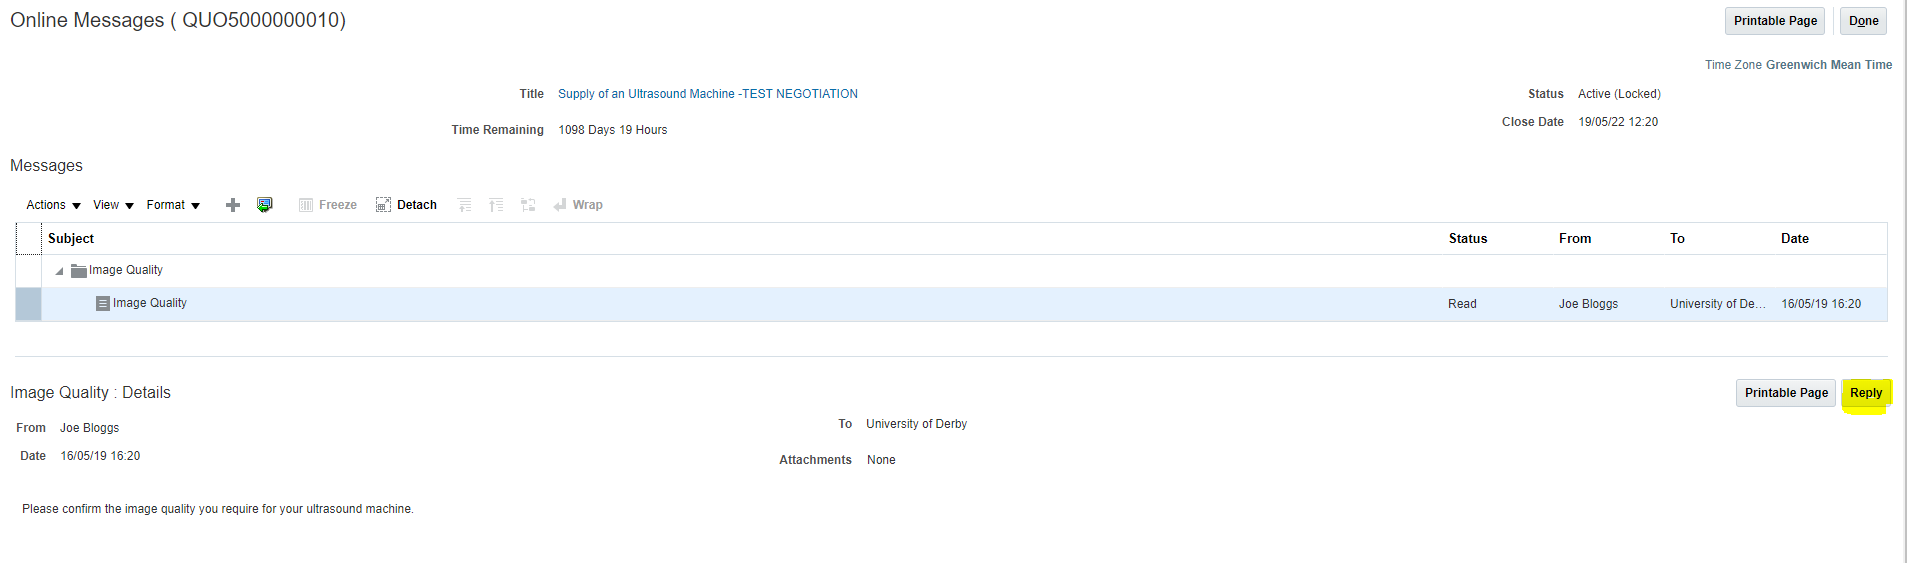 Online Messages ( QUO5000000010)
Printable Page
Done
Time Zone Greenwich Mean Time
Title Supply of an Ultrasound Machine -TEST NEGOTIATION
Status Active (Locked)
Time Remaining 1098 Days 19 Hours
Close Date 19/05/22 12:20
Messages
Actions View Format Freeze Detach Wrap
Subject Status From To Date
Image Quality
Image Quality Read Joe Bloggs University of De... 16/05/19 16:20
Image Quality : Details
Printable Page
Reply
From Joe Bloggs
To University of Derby
Date 16/05/19 16:20
Attachments None
Please confirm the image quality you require for your ultrasound machine.